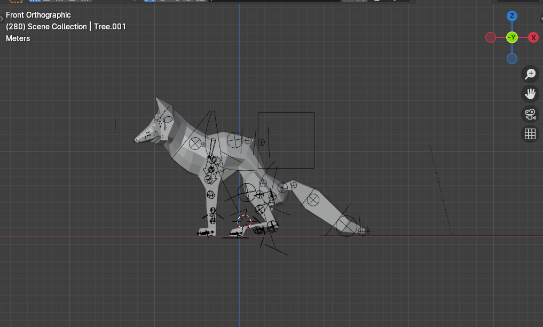 Front Orthographic
(280) Scene Collection | Tree.001
Meters
Z
-Y
X